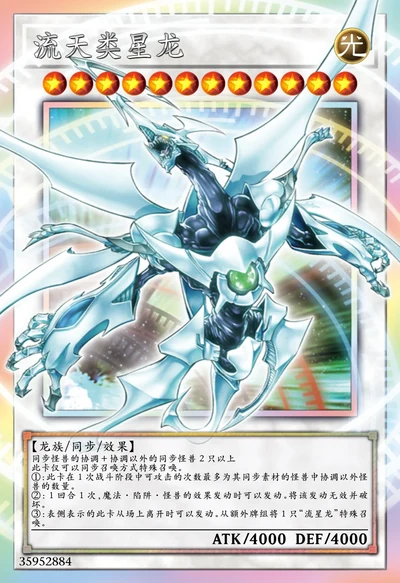 流天类星龙
光
【龙族/同步/效果】
同步怪兽的协调+协调以外的同步怪兽2只以上
此卡仅可以同步召唤方式特殊召唤。
①:此卡在1次战斗阶段中可攻击的次数最多为其同步素材的怪兽中协调以外怪
兽的数量。
②:1回合1次,魔法·陷阱·怪兽的效果发动时可以发动。将该发动无效并破
坏。
③:表侧表示的此卡从场上离开时可以发动。从额外牌组将1只“流星龙”特殊召
唤。
ATK/4000 DEF/4000
35952884